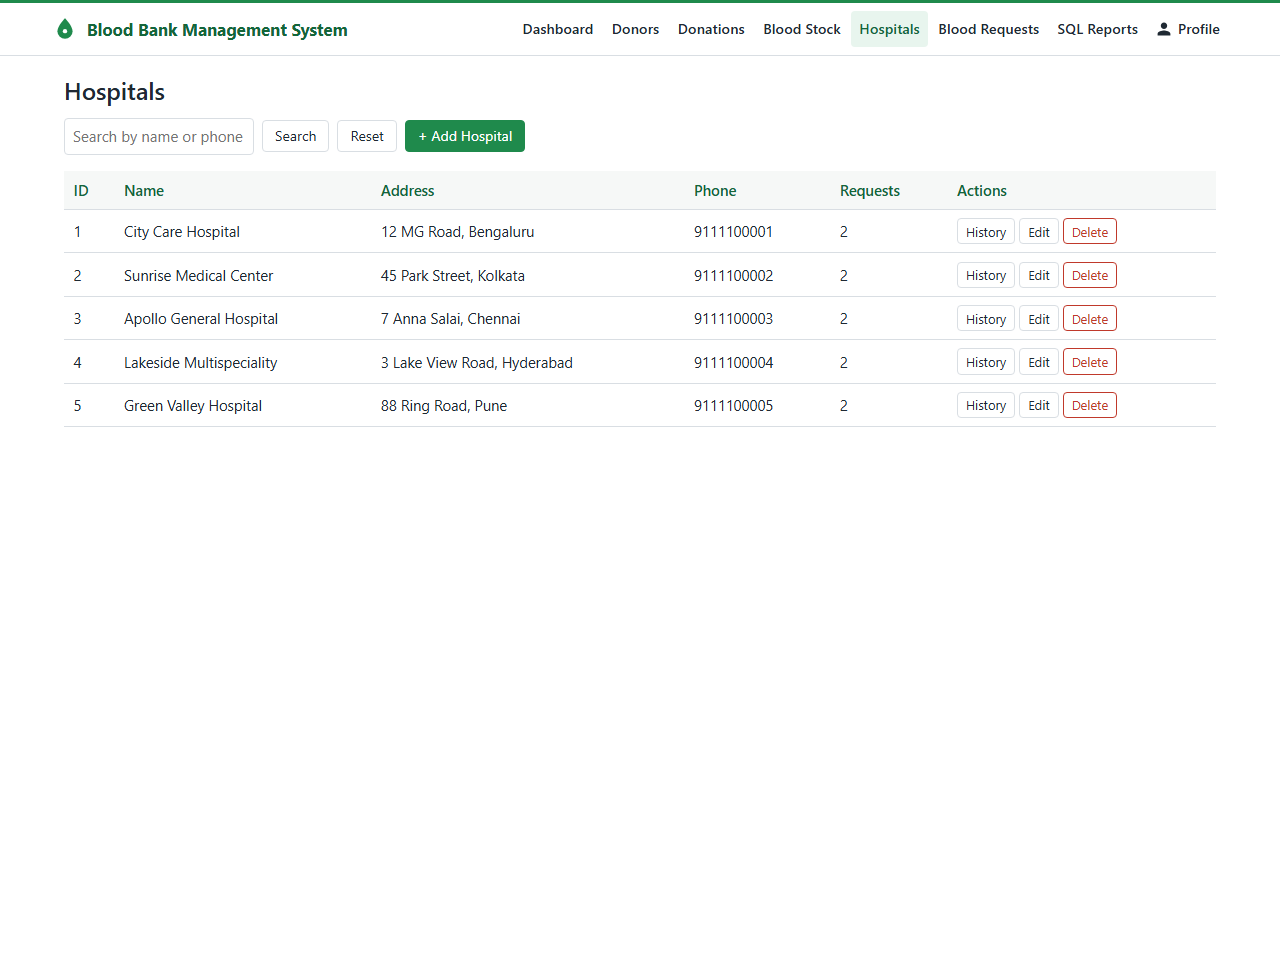 Blood Bank Management System Dashboard Donors Donations Blood Stock Hospitals Blood Requests SQL Reports Profile
Hospitals
Search by name or phone Search Reset + Add Hospital
ID Name Address Phone Requests Actions
1 City Care Hospital 12 MG Road, Bengaluru 9111100001 2 History Edit Delete
2 Sunrise Medical Center 45 Park Street, Kolkata 9111100002 2 History Edit Delete
3 Apollo General Hospital 7 Anna Salai, Chennai 9111100003 2 History Edit Delete
4 Lakeside Multispeciality 3 Lake View Road, Hyderabad 9111100004 2 History Edit Delete
5 Green Valley Hospital 88 Ring Road, Pune 9111100005 2 History Edit Delete